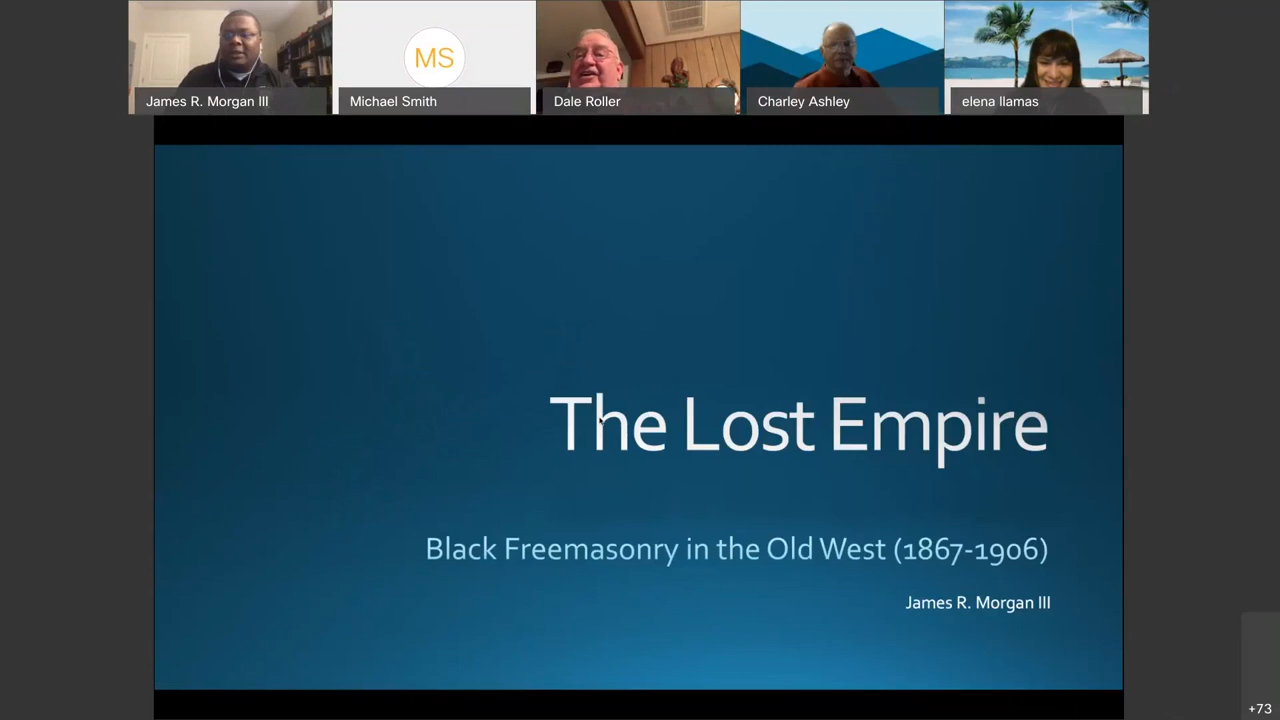 James R. Morgan III
MS
Michael Smith
Dale Roller
Charley Ashley
elena llamas
The Lost Empire
Black Freemasonry in the Old West (1867-1906)
James R. Morgan III
+73